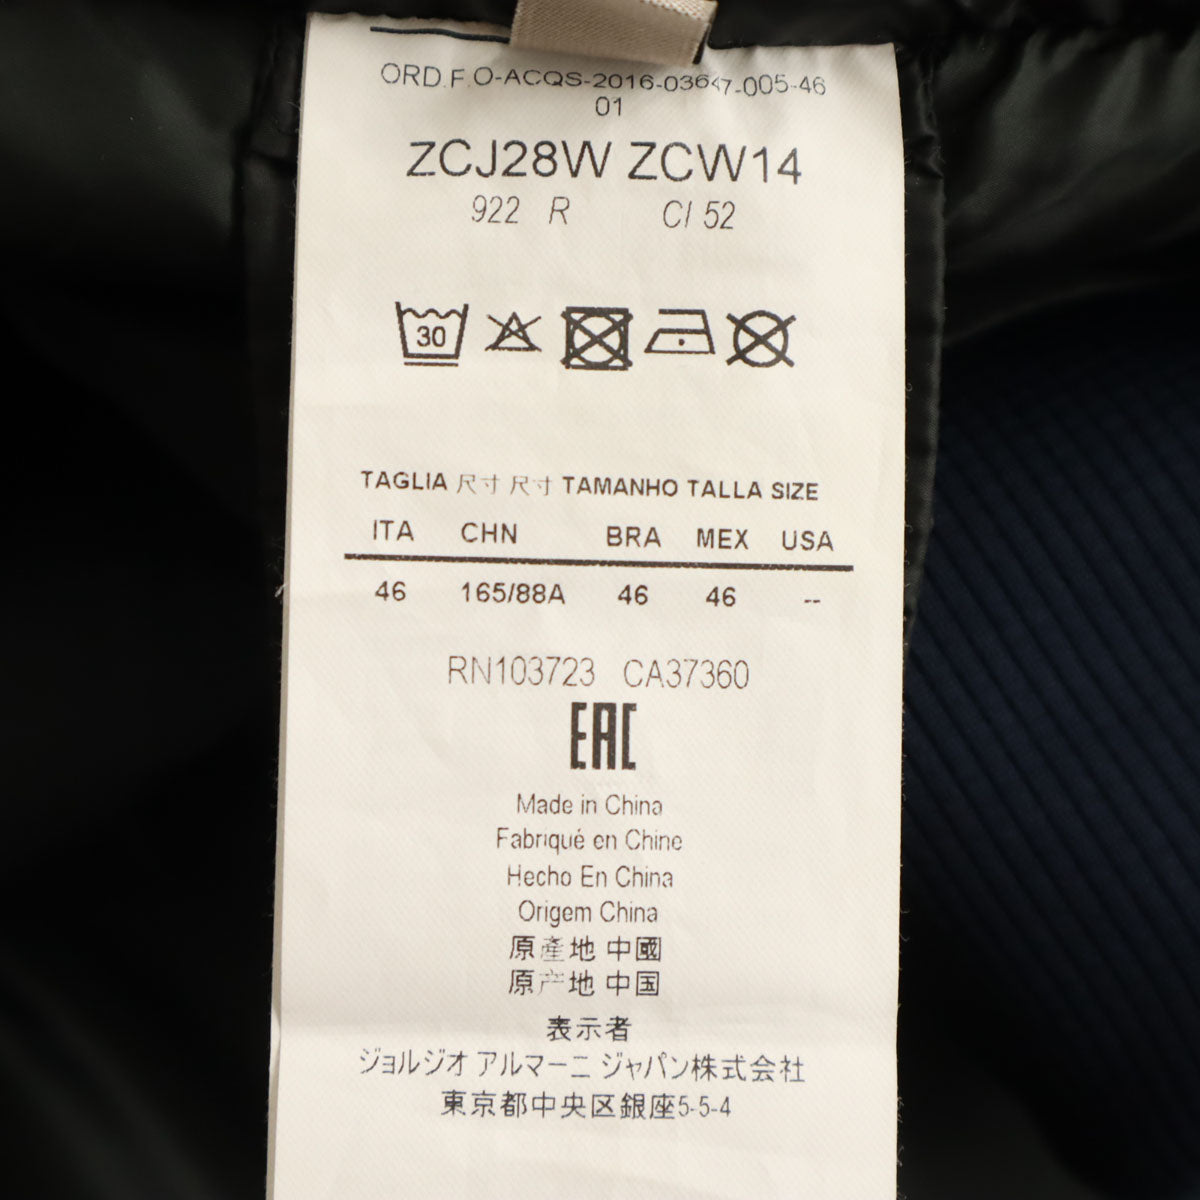 ORD.F.O-ACQS-2016-03647-005-46
01
ZCJ28W ZCW14
922 R CI 52
30
TAGLIA 尺寸 尺寸 TAMANHO TALLA SIZE
ITA CHN BRA MEX USA
46 165/88A 46 46 --
RN103723 CA37360
EAC
Made in China
Fabriqué en Chine
Hecho En China
Origem China
原產地 中國
原产地 中国
表示者
ジョルジオ アルマーニ ジャパン株式会社
東京都中央区銀座5-5-4